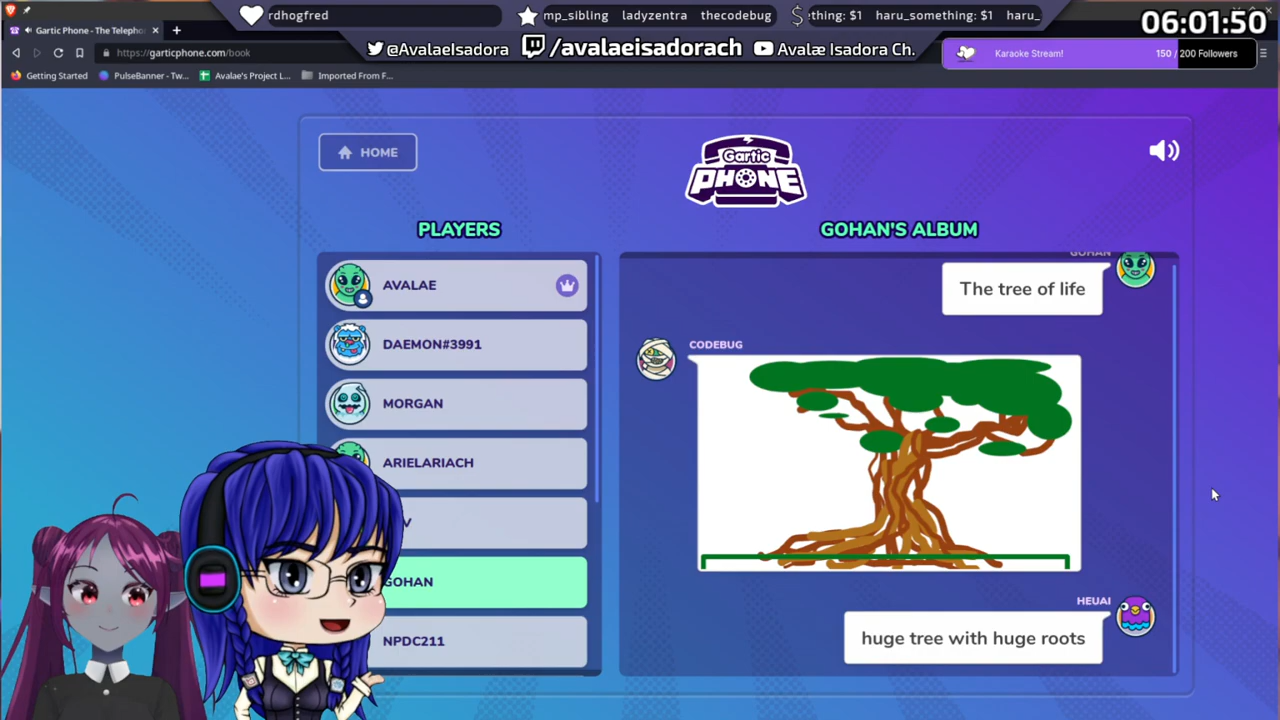 rdhogfred
mp_sibling ladyzentra thecodebug
ething: $1 haru_something: $1 haru_
06:01:50
Gartic Phone - The Telepho
https://garticphone.com/book
@AvalaeIsadora /avalaeisadorach Avalæ Isadora Ch.
Karaoke Stream! 150 / 200 Followers
Getting Started PulseBanner - Tw... Avalae's Project L... Imported From F...
HOME
Gartic
PHONE
PLAYERS
GOHAN'S ALBUM
AVALAE
DAEMON#3991
MORGAN
ARIELARIACH
V
GOHAN
NPDC211
GOHAN
The tree of life
CODEBUG
HEUAI
huge tree with huge roots